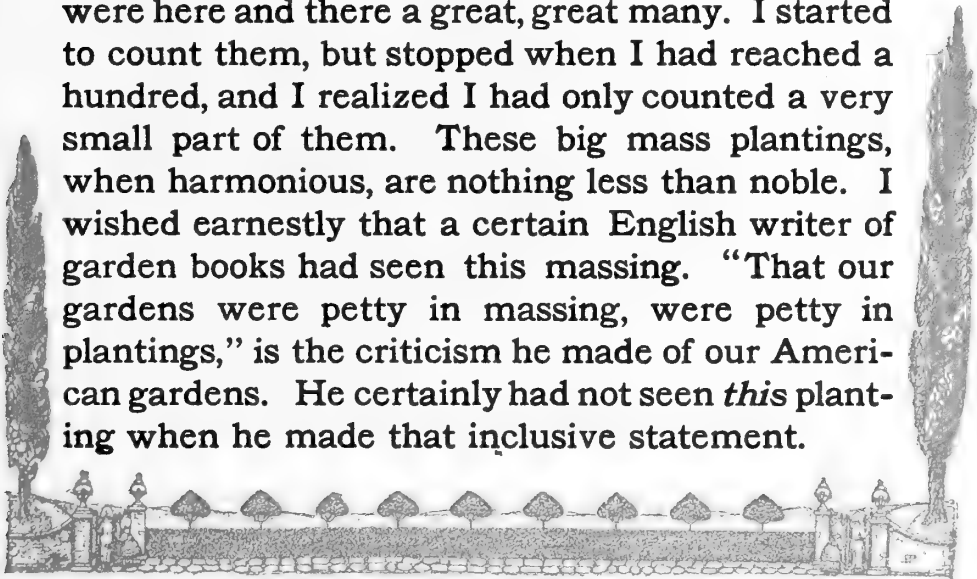 were here and there a great, great many. I started
to count them, but stopped when I had reached a
hundred, and I realized I had only counted a very
small part of them. These big mass plantings,
when harmonious, are nothing less than noble. I
wished earnestly that a certain English writer of
garden books had seen this massing. “That our
gardens were petty in massing, were petty in
plantings,” is the criticism he made of our Ameri-
can gardens. He certainly had not seen this plant-
ing when he made that inclusive statement.